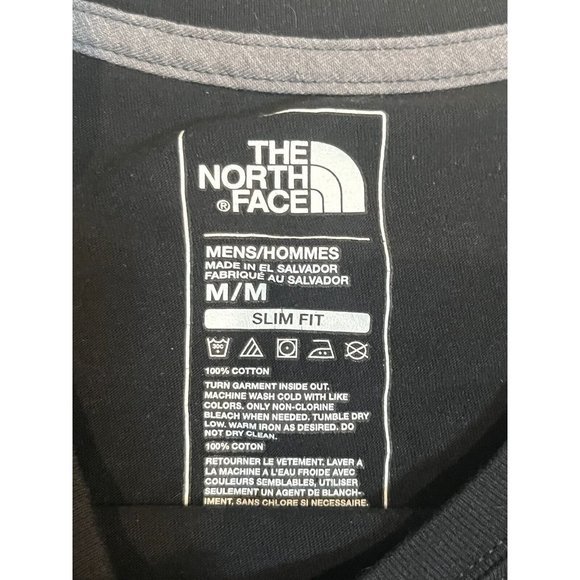 THE
NORTH
®FACE
MENS/HOMMES
MADE IN EL SALVADOR
FABRIQUÉ AU SALVADOR
M/M
SLIM FIT
30C
100% COTTON
TURN GARMENT INSIDE OUT.
MACHINE WASH COLD WITH LIKE
COLORS. ONLY NON-CLORINE
BLEACH WHEN NEEDED. TUMBLE DRY
LOW. WARM IRON AS DESIRED. DO
NOT DRY CLEAN.
100% COTON
RETOURNER LE VÊTEMENT. LAVER A
LA MACHINE A L'EAU FROIDE AVEC
COULEURS SEMBLABLES, UTILISER
SEULEMENT UN AGENT DE BLANCH-
IMENT, SANS CHLORE SI NÉCESSAIRE.